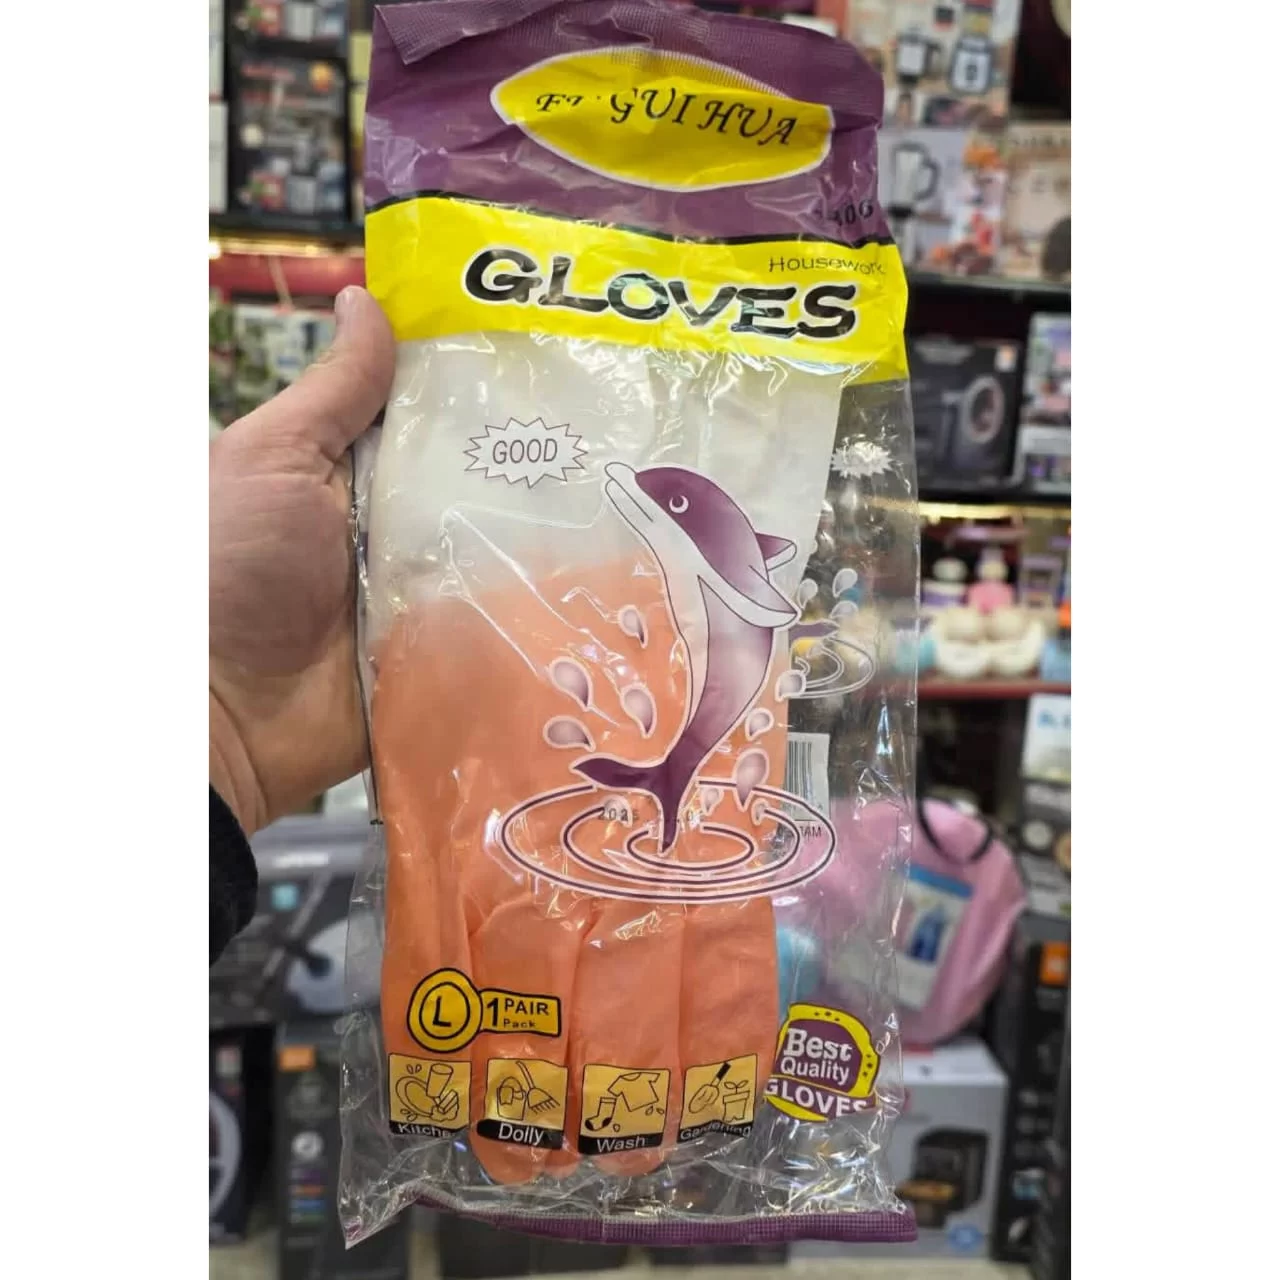 GUI HUA
Housework
GLOVES
GOOD
L
1 PAIR
Pack
Kitchen
Dolly
Wash
Gardening
Best
Quality
GLOVES